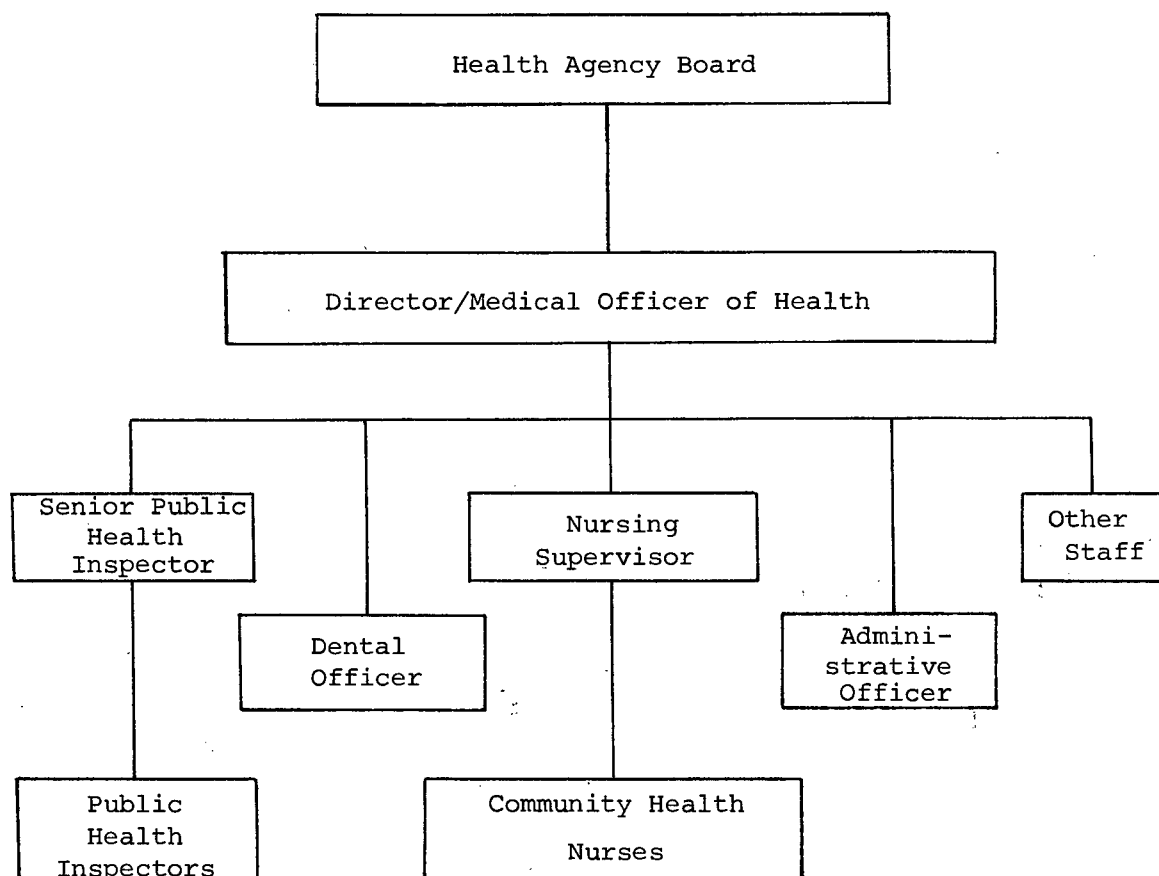 Health Agency Board
Director/Medical Officer of Health
Senior Public
Health
Inspector
Nursing
Supervisor
Other
Staff
Dental
Officer
Admini-
strative
Officer
Public
Health
Inspectors
Community Health
Nurses